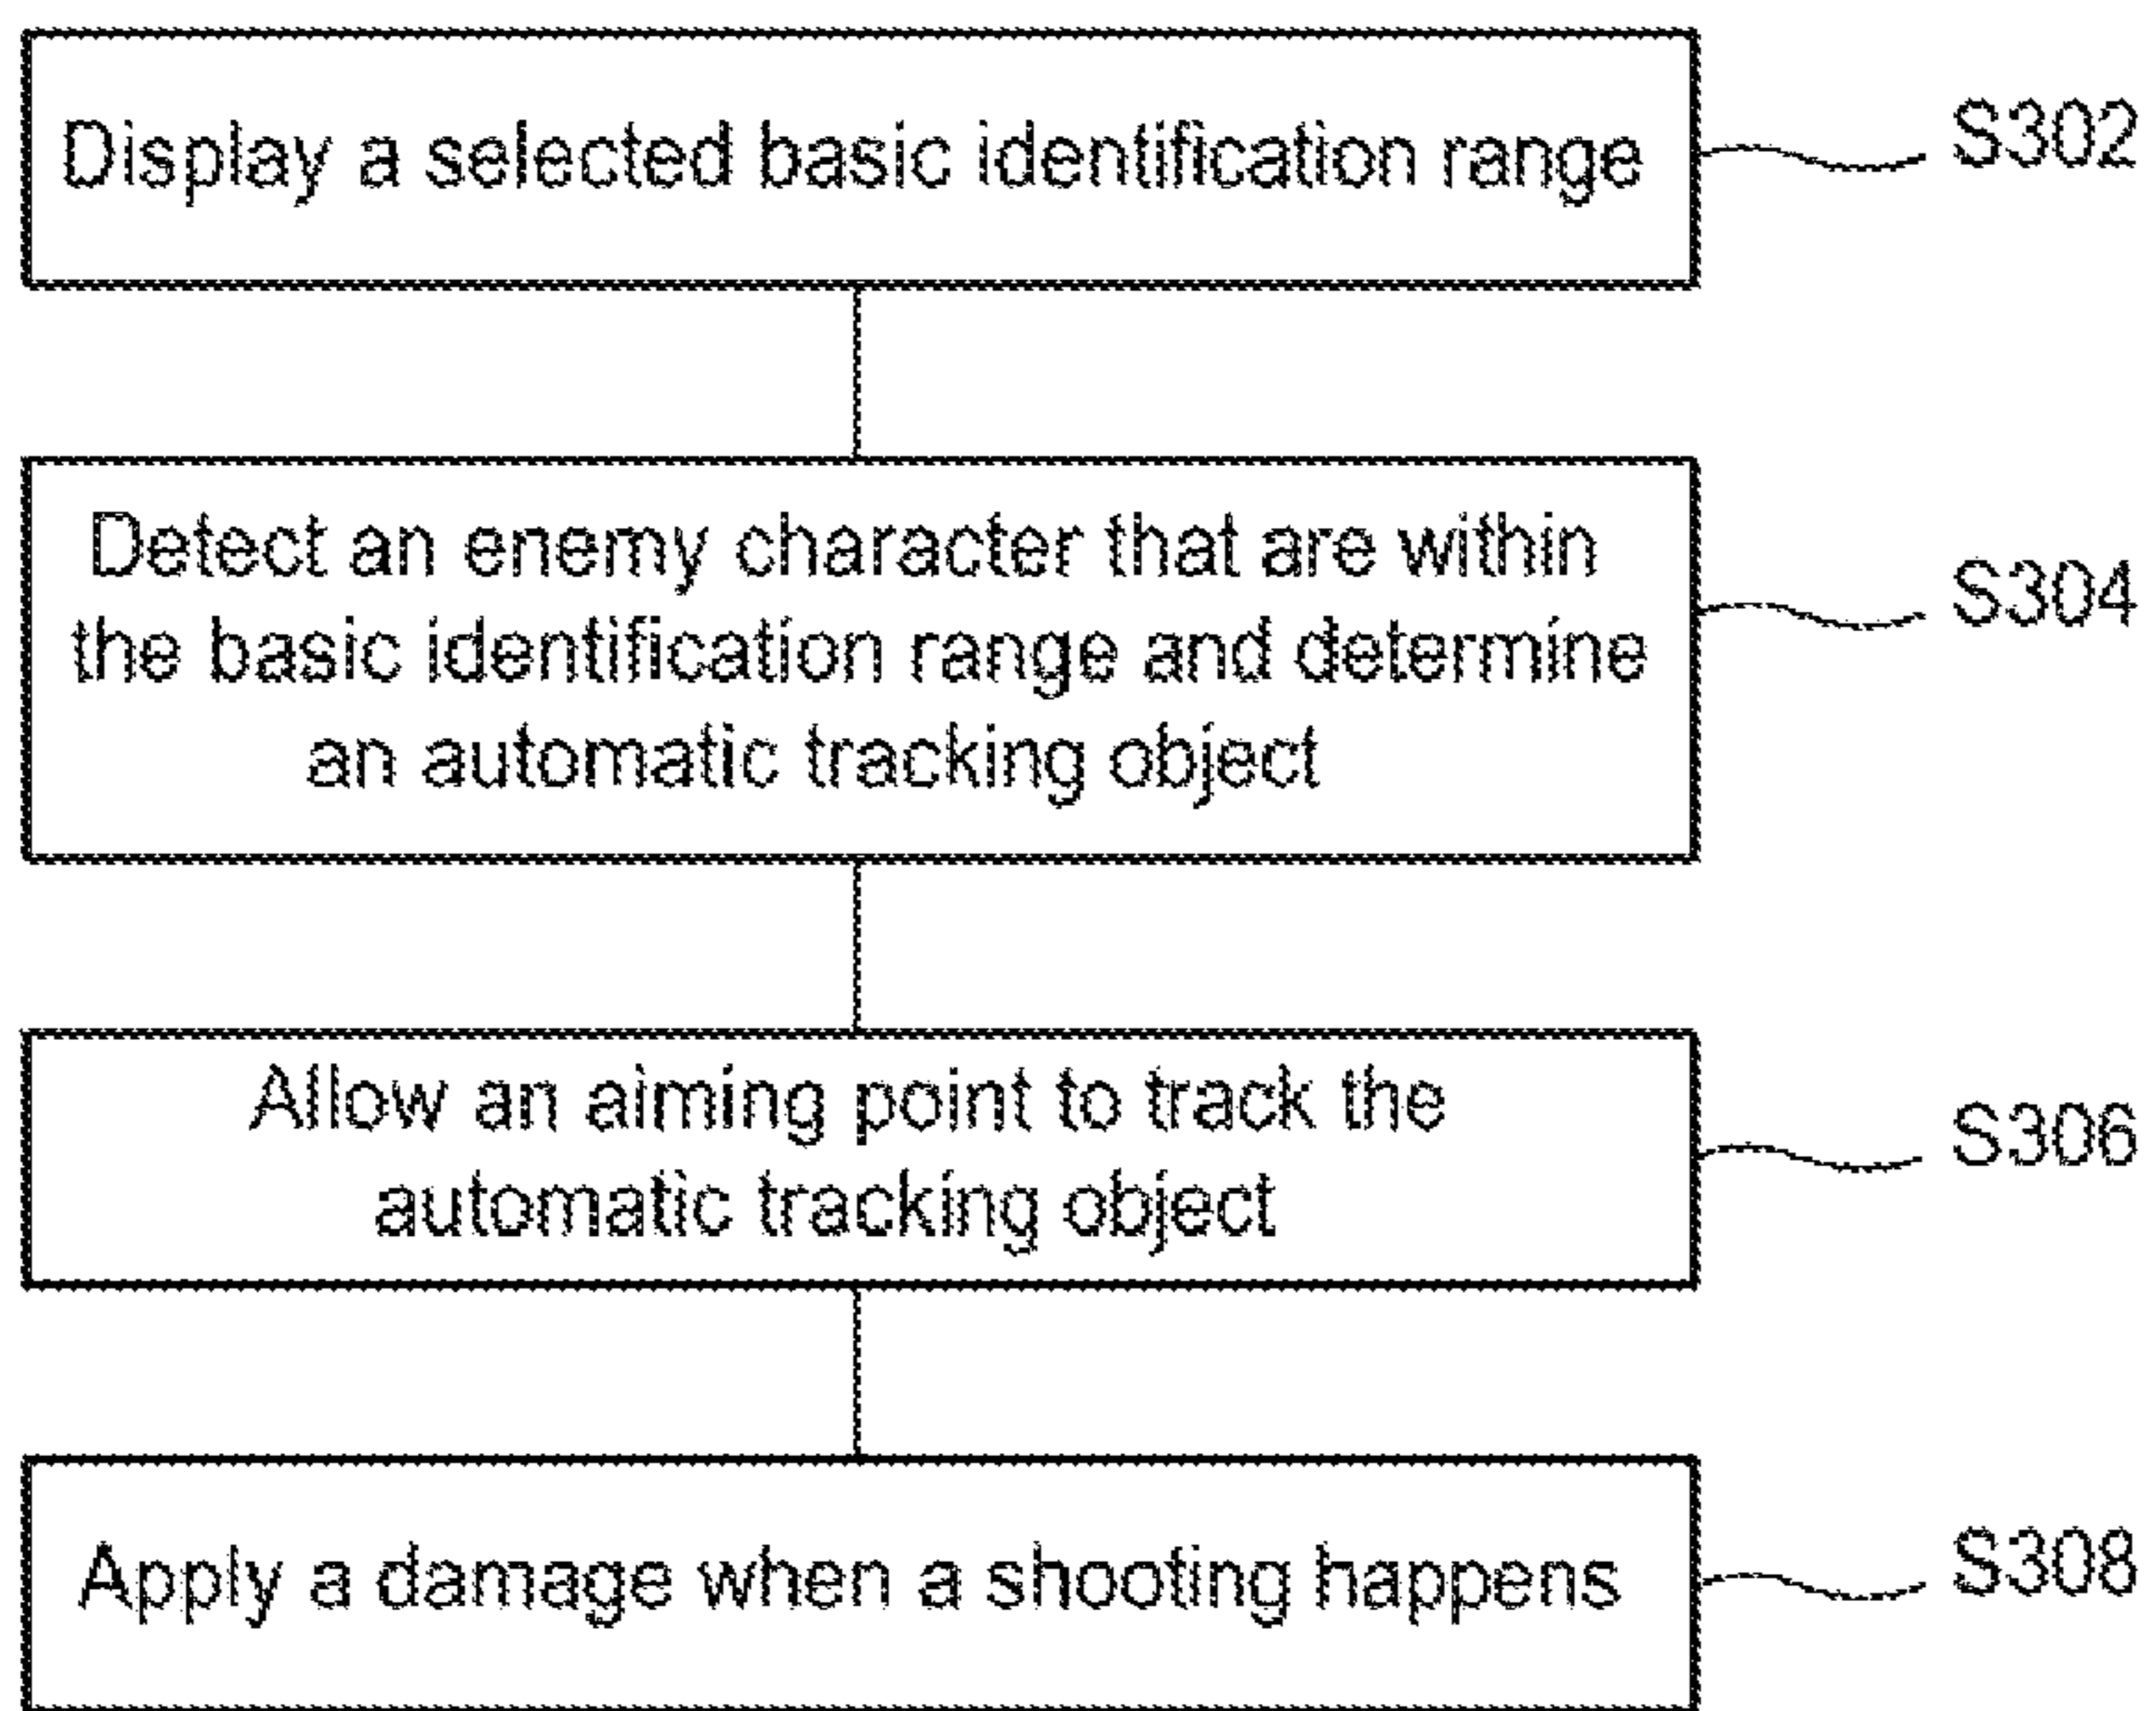 Display a selected basic identification range
S302
Detect an enemy character that are within
the basic identification range and determine
an automatic tracking object
S304
Allow an aiming point to track the
automatic tracking object
S306
Apply a damage when a shooting happens
S308